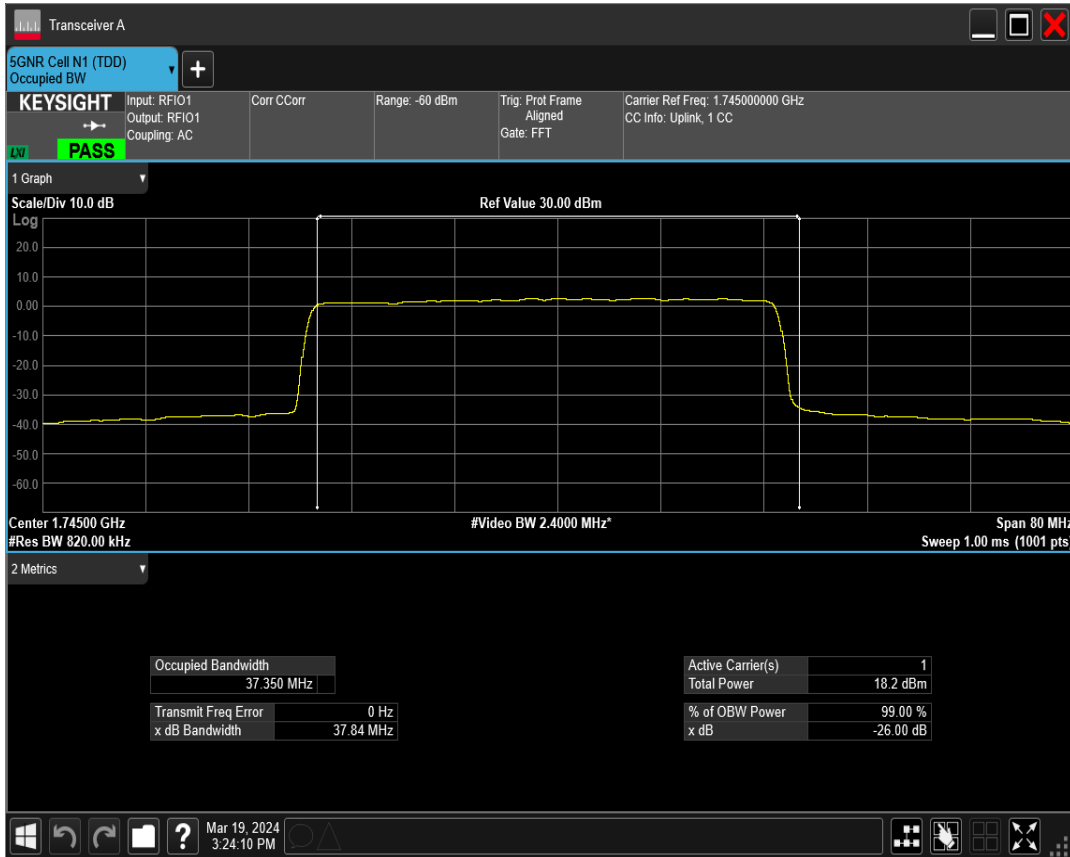 Transceiver A
5GNR Cell N1 (TDD)
Occupied BW
+
KEYSIGHT
LXI
PASS
Input: RFIO1
Output: RFIO1
Coupling: AC
Corr CCorr
Range: -60 dBm
Trig: Prot Frame
Aligned
Gate: FFT
Carrier Ref Freq: 1.745000000 GHz
CC Info: Uplink, 1 CC
1 Graph
Scale/Div 10.0 dB
Ref Value 30.00 dBm
Log
20.0
10.0
0.00
-10.0
-20.0
-30.0
-40.0
-50.0
-60.0
Center 1.74500 GHz
#Video BW 2.4000 MHz*
Span 80 MHz
#Res BW 820.00 kHz
Sweep 1.00 ms (1001 pts)
2 Metrics
Occupied Bandwidth
37.350 MHz
Transmit Freq Error 0 Hz
x dB Bandwidth 37.84 MHz
Active Carrier(s) 1
Total Power 18.2 dBm
% of OBW Power 99.00 %
x dB -26.00 dB
?
Mar 19, 2024
3:24:10 PM